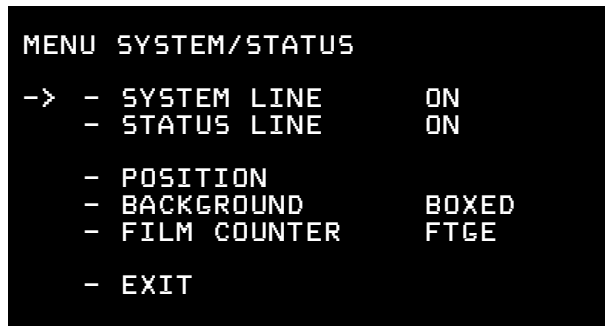 MENU SYSTEM/STATUS
-> - SYSTEM LINE ON
- STATUS LINE ON
- POSITION
- BACKGROUND BOXED
- FILM COUNTER FTGE
- EXIT